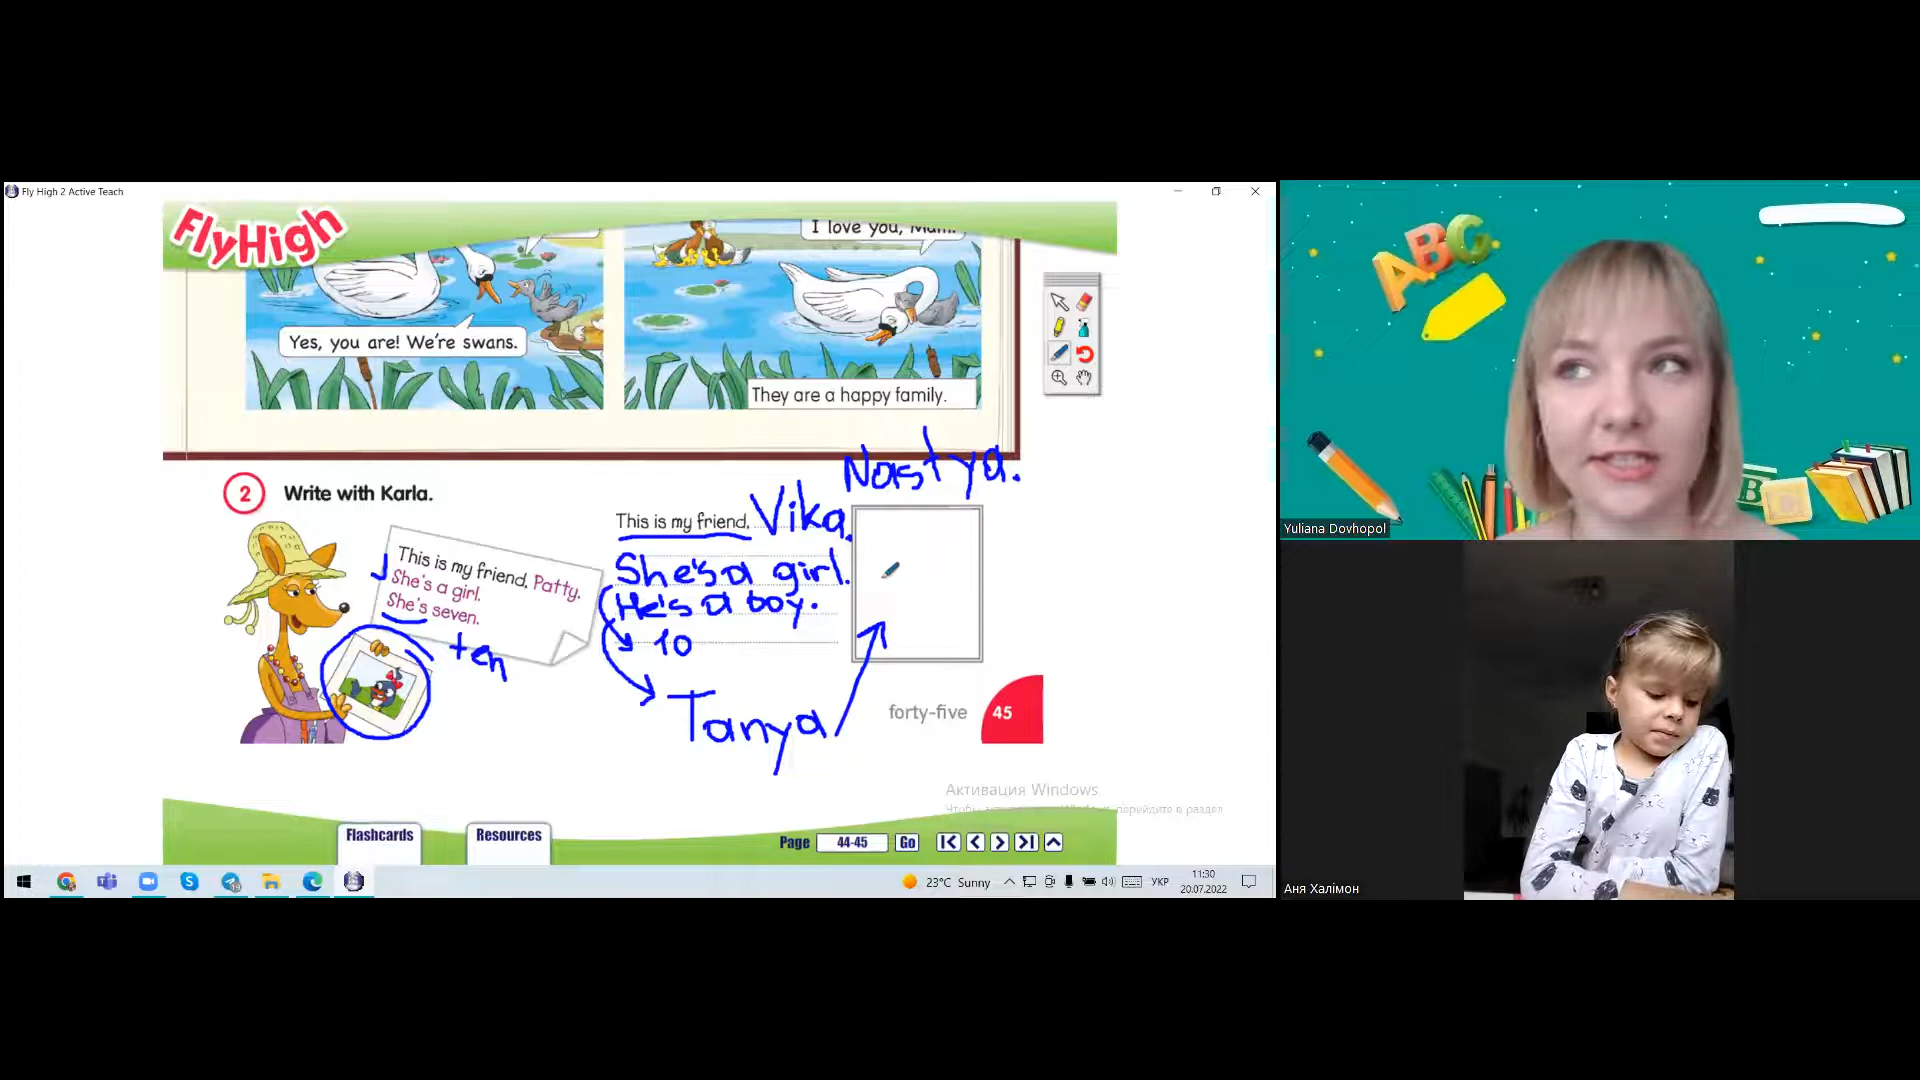 Fly High 2 Active Teach
FlyHigh
I love you, Mum.
Yes, you are! We're swans.
They are a happy family.
Nastya.
2 Write with Karla.
This is my friend, Vika.
This is my friend, Patty.
She's a girl.
She's seven.
ten
She's a girl.
He's a boy.
10
Tanya
forty-five 45
Активация Windows
перейдите в раздел
Flashcards
Resources
Page 44-45 Go
23°C Sunny
УКР
11:30
20.07.2022
ABC
B
Yuliana Dovhopol
Аня Халімон